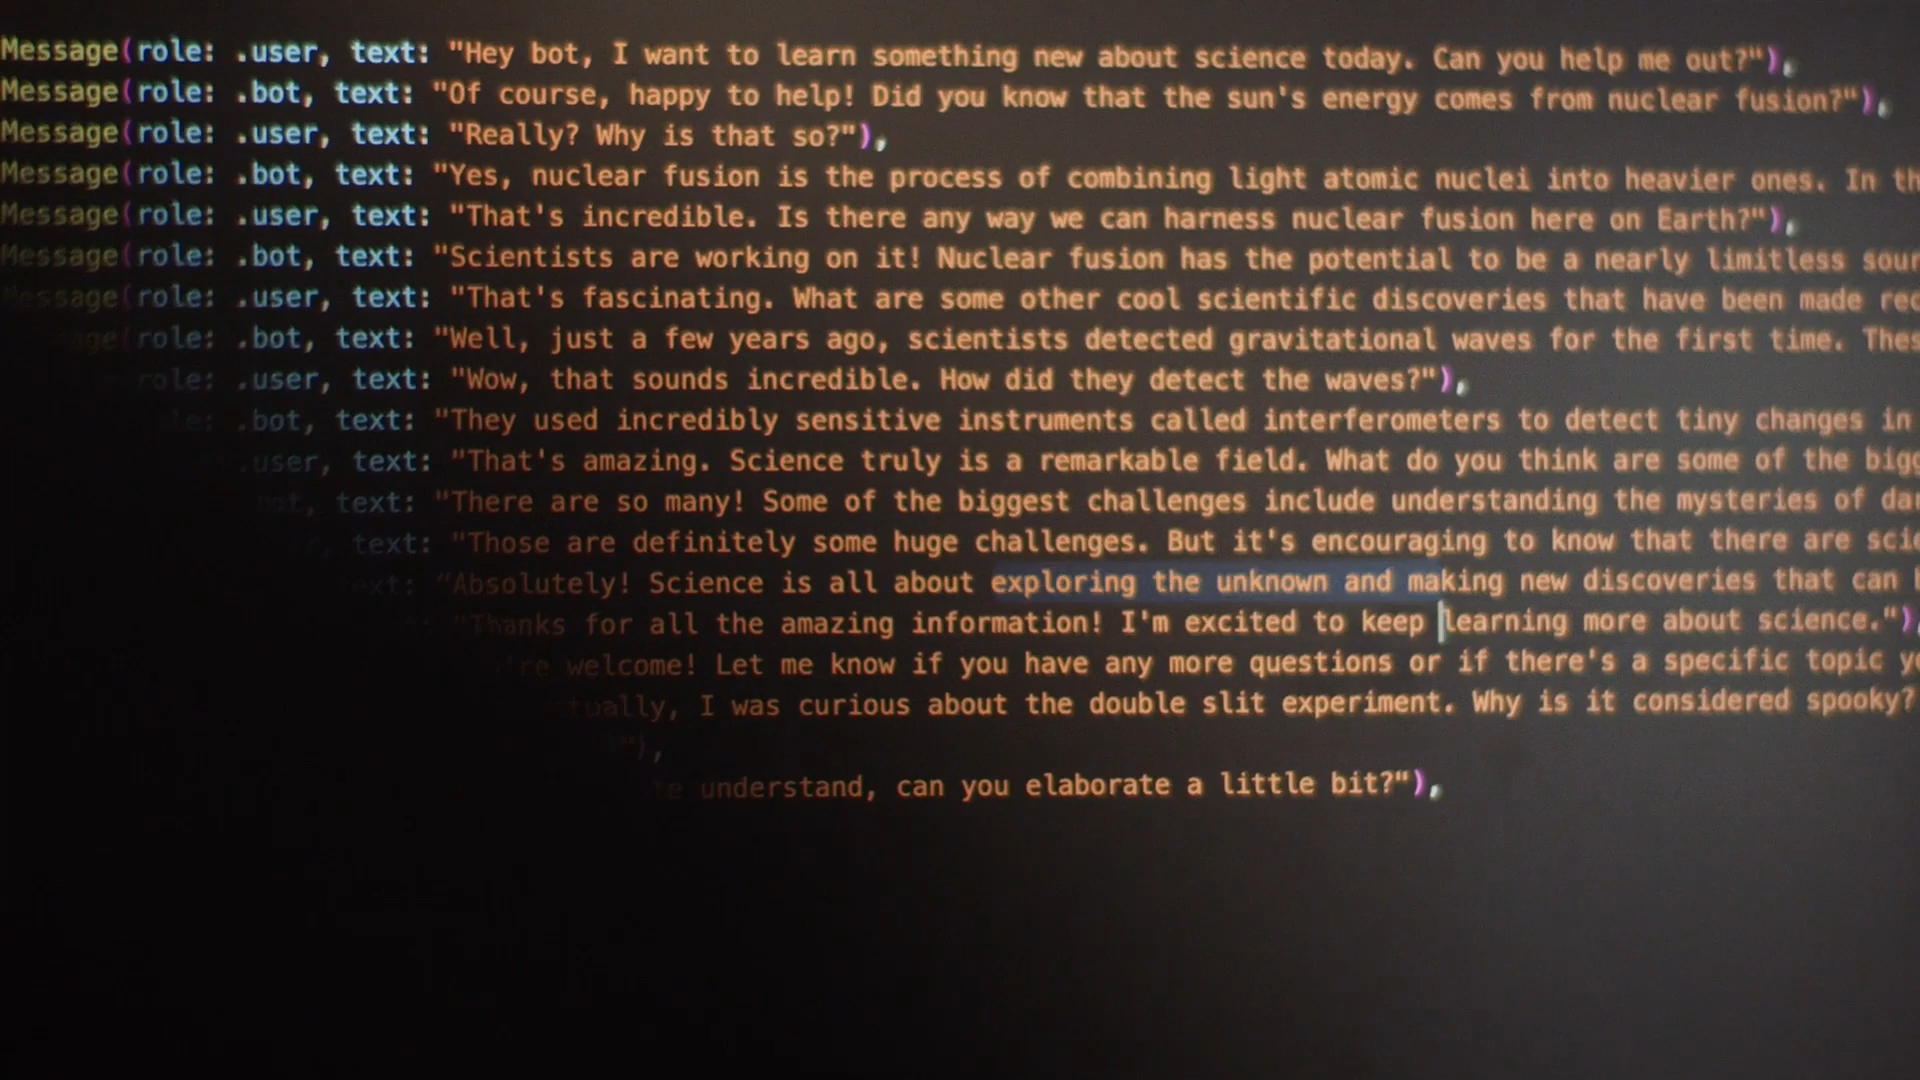 Message(role: .user, text: "Hey bot, I want to learn something new about science today. Can you help me out?"),
Message(role: .bot, text: "Of course, happy to help! Did you know that the sun's energy comes from nuclear fusion?"),
Message(role: .user, text: "Really? Why is that so?"),
Message(role: .bot, text: "Yes, nuclear fusion is the process of combining light atomic nuclei into heavier ones. In th
Message(role: .user, text: "That's incredible. Is there any way we can harness nuclear fusion here on Earth?"),
Message(role: .bot, text: "Scientists are working on it! Nuclear fusion has the potential to be a nearly limitless sour
Message(role: .user, text: "That's fascinating. What are some other cool scientific discoveries that have been made rec
age(role: .bot, text: "Well, just a few years ago, scientists detected gravitational waves for the first time. Thes
role: .user, text: "Wow, that sounds incredible. How did they detect the waves?"),
le: .bot, text: "They used incredibly sensitive instruments called interferometers to detect tiny changes in
.user, text: "That's amazing. Science truly is a remarkable field. What do you think are some of the bigg
bot, text: "There are so many! Some of the biggest challenges include understanding the mysteries of dar
r, text: "Those are definitely some huge challenges. But it's encouraging to know that there are scie
text: "Absolutely! Science is all about exploring the unknown and making new discoveries that can
: "Thanks for all the amazing information! I'm excited to keep learning more about science."),
're welcome! Let me know if you have any more questions or if there's a specific topic yo
tually, I was curious about the double slit experiment. Why is it considered spooky?
"),
te understand, can you elaborate a little bit?"),